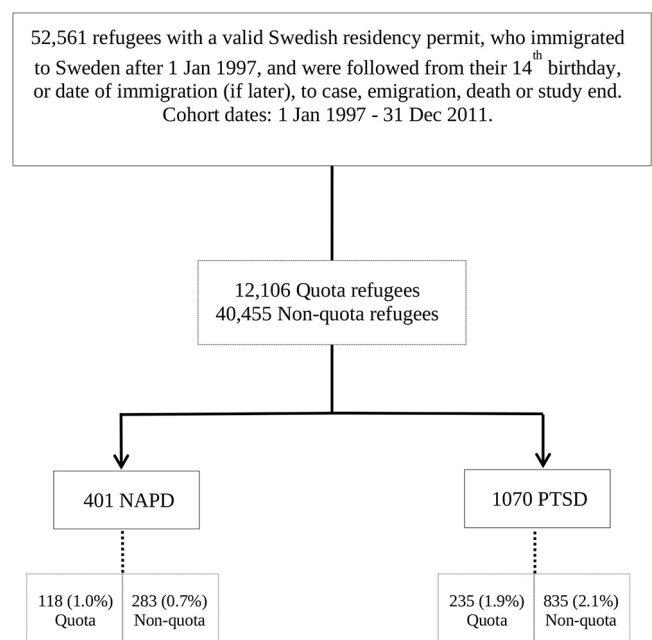 52,561 refugees with a valid Swedish residency permit, who immigrated
to Sweden after 1 Jan 1997, and were followed from their 14th birthday,
or date of immigration (if later), to case, emigration, death or study end.
Cohort dates: 1 Jan 1997 - 31 Dec 2011.
12,106 Quota refugees
40,455 Non-quota refugees
401 NAPD
1070 PTSD
118 (1.0%)
Quota
283 (0.7%)
Non-quota
235 (1.9%)
Quota
835 (2.1%)
Non-quota